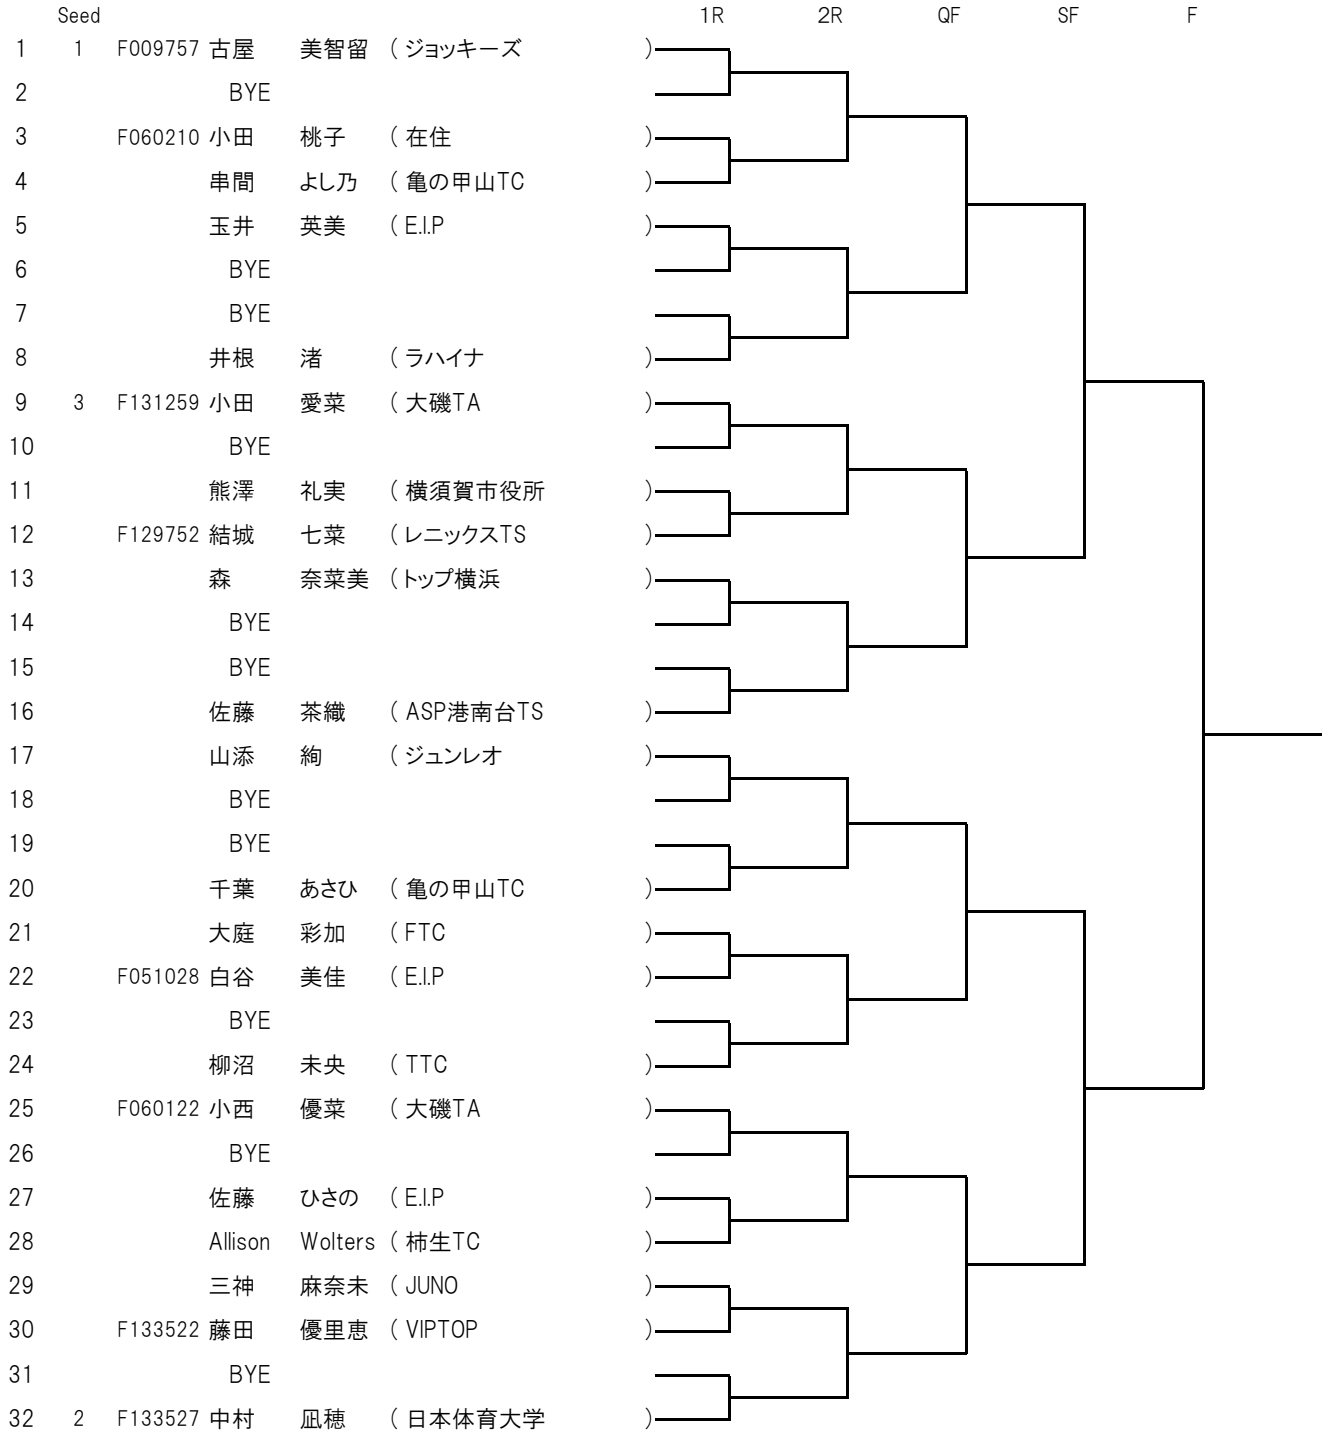 Seed 1R 2R QF SF F
1 1 F009757 古屋 美智留 ( ジョッキーズ )
2 BYE
3 F060210 小田 桃子 ( 在住 )
4 串間 よし乃 ( 亀の甲山TC )
5 玉井 英美 ( E.I.P )
6 BYE
7 BYE
8 井根 渚 ( ラハイナ )
9 3 F131259 小田 愛菜 ( 大磯TA )
10 BYE
11 熊澤 礼実 ( 横須賀市役所 )
12 F129752 結城 七菜 ( レニックスTS )
13 森 奈菜美 ( トップ横浜 )
14 BYE
15 BYE
16 佐藤 茶織 ( ASP港南台TS )
17 山添 絢 ( ジュンレオ )
18 BYE
19 BYE
20 千葉 あさひ ( 亀の甲山TC )
21 大庭 彩加 ( FTC )
22 F051028 白谷 美佳 ( E.I.P )
23 BYE
24 柳沼 未央 ( TTC )
25 F060122 小西 優菜 ( 大磯TA )
26 BYE
27 佐藤 ひさの ( E.I.P )
28 Allison Wolters ( 柿生TC )
29 三神 麻奈未 ( JUNO )
30 F133522 藤田 優里恵 ( VIPTOP )
31 BYE
32 2 F133527 中村 凪穂 ( 日本体育大学 )